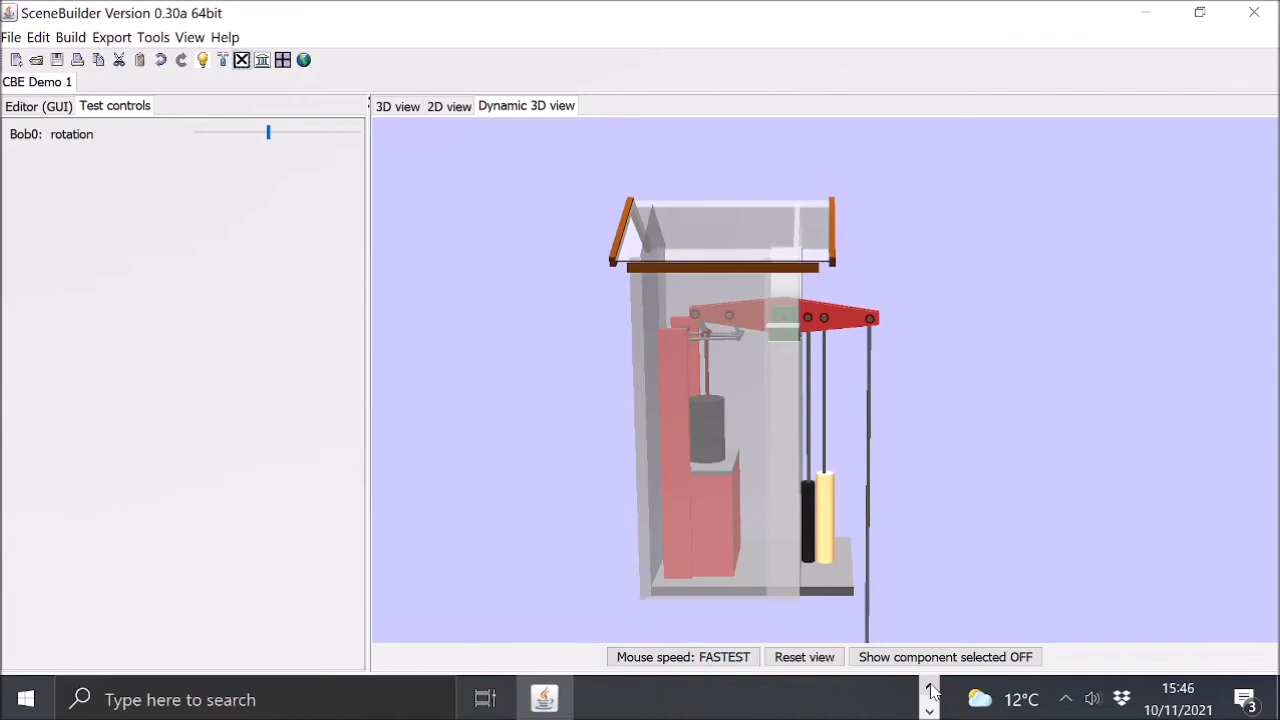 SceneBuilder Version 0.30a 64bit
File Edit Build Export Tools View Help
CBE Demo 1
Editor (GUI) Test controls
3D view 2D view Dynamic 3D view
Bob0: rotation
Mouse speed: FASTEST Reset view Show component selected OFF
Type here to search
12°C
15:46
10/11/2021
3